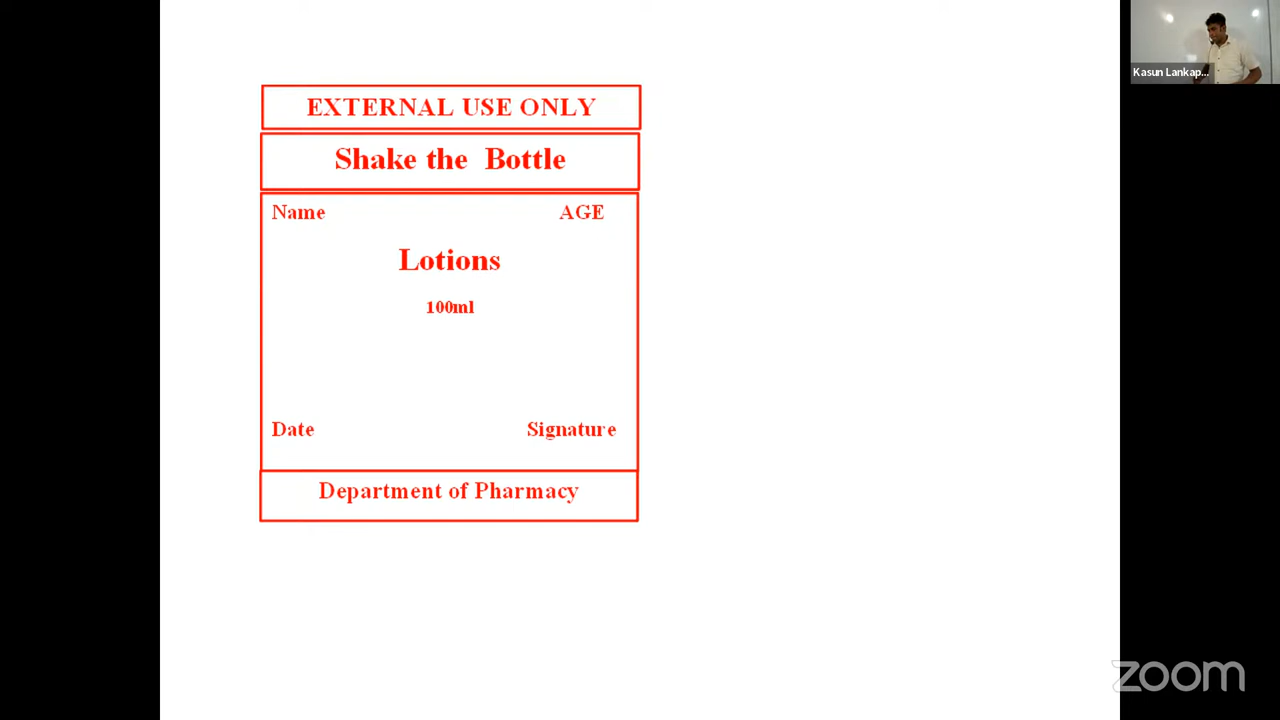 EXTERNAL USE ONLY
Shake the Bottle
Name AGE
Lotions
100ml
Date Signature
Department of Pharmacy
Kasun Lankap...
zoom